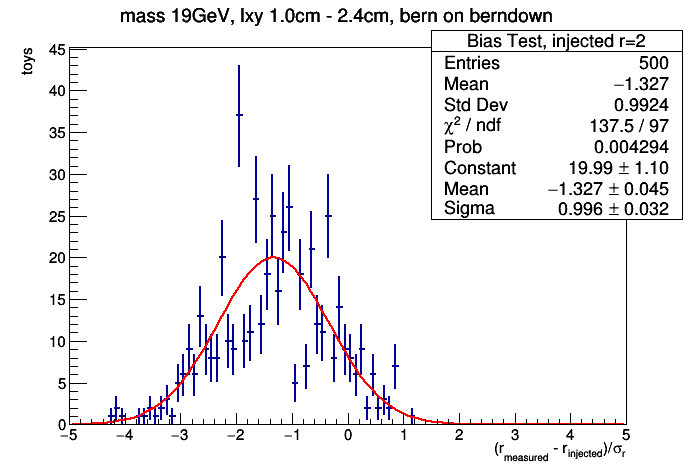 mass 19GeV, lxy 1.0cm - 2.4cm, bern on berndown
Bias Test, injected r=2
Entries 500
Mean −1.327
Std Dev 0.9924
χ² / ndf 137.5 / 97
Prob 0.004294
Constant 19.99 ± 1.10
Mean −1.327 ± 0.045
Sigma 0.996 ± 0.032
toys
45
40
35
30
25
20
15
10
5
0
−5 −4 −3 −2 −1 0 1 2 3 4 5
(r_measured - r_injected)/σ_r